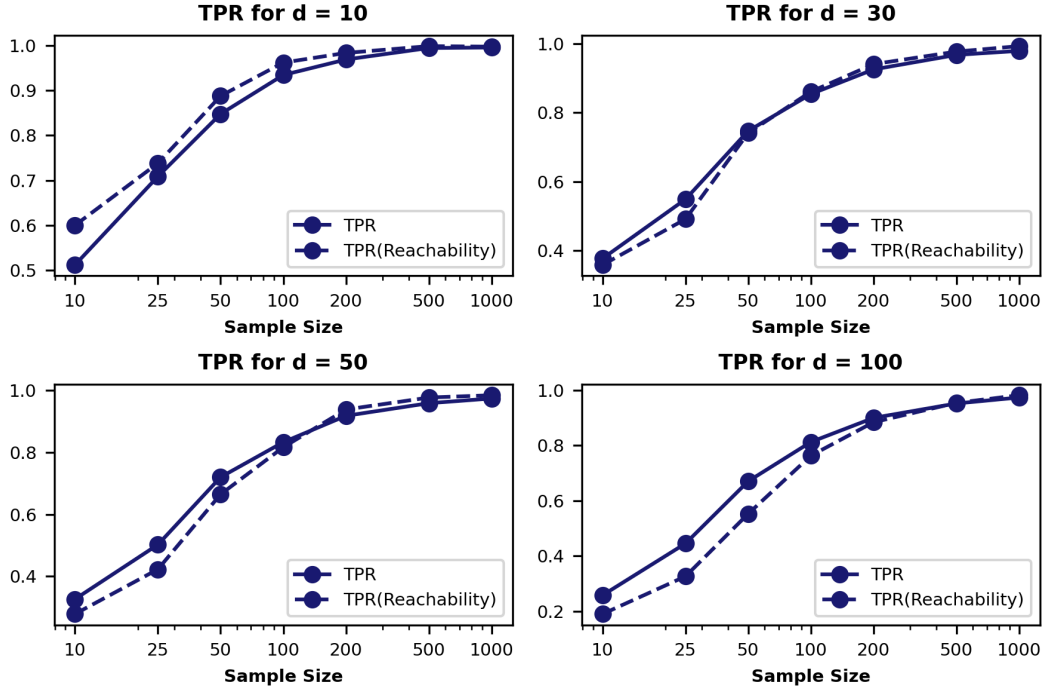 TPR for d = 10
1.0
0.9
0.8
0.7
0.6
0.5
TPR
TPR(Reachability)
10 25 50 100 200 500 1000
Sample Size
TPR for d = 30
1.0
0.8
0.6
0.4
TPR
TPR(Reachability)
10 25 50 100 200 500 1000
Sample Size
TPR for d = 50
1.0
0.8
0.6
0.4
TPR
TPR(Reachability)
10 25 50 100 200 500 1000
Sample Size
TPR for d = 100
1.0
0.8
0.6
0.4
0.2
TPR
TPR(Reachability)
10 25 50 100 200 500 1000
Sample Size